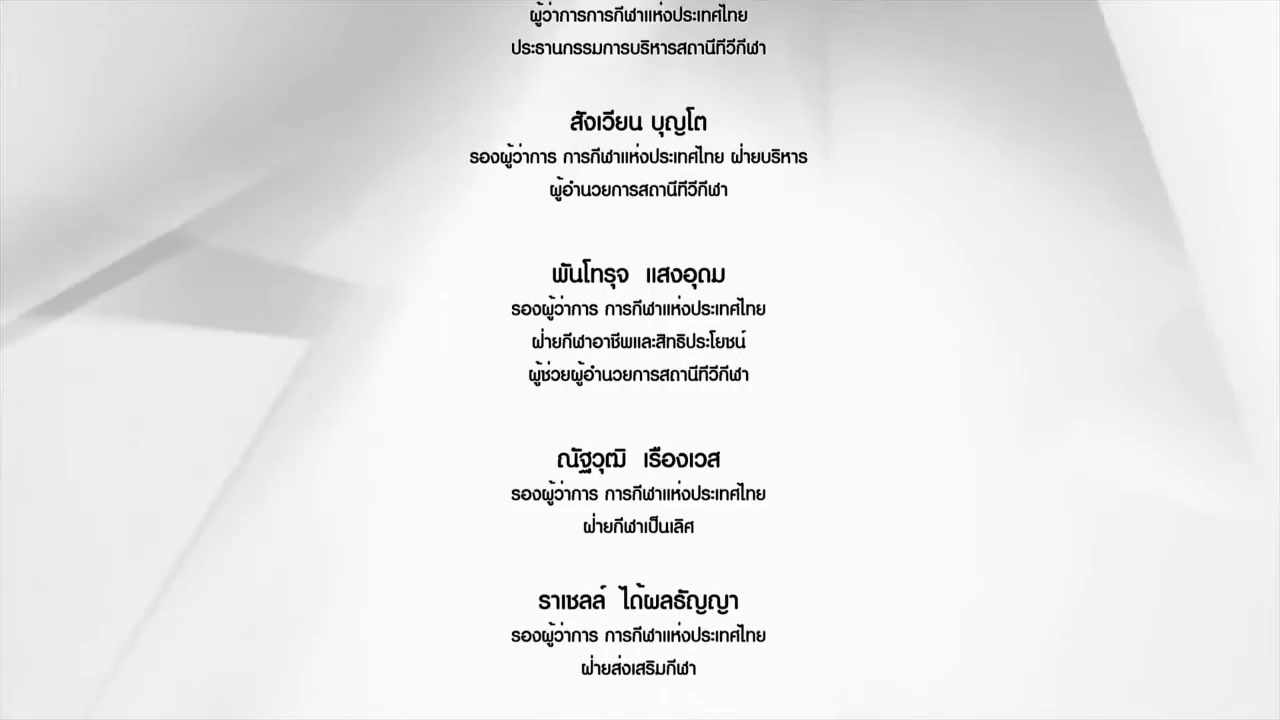 ผู้ว่าการการกีฬาแห่งประเทศไทย
ประธานกรรมการบริหารสถานีทีวีกีฬา
สังเวียน บุญโต
รองผู้ว่าการ การกีฬาแห่งประเทศไทย ฝ่ายบริหาร
ผู้อำนวยการสถานีทีวีกีฬา
พันโทรุจ แสงอุดม
รองผู้ว่าการ การกีฬาแห่งประเทศไทย
ฝ่ายกีฬาอาชีพและสิทธิประโยชน์
ผู้ช่วยผู้อำนวยการสถานีทีวีกีฬา
ณัฐวุฒิ เรืองเวส
รองผู้ว่าการ การกีฬาแห่งประเทศไทย
ฝ่ายกีฬาเป็นเลิศ
ราเชลล์ ได้ผลธัญญา
รองผู้ว่าการ การกีฬาแห่งประเทศไทย
ฝ่ายส่งเสริมกีฬา